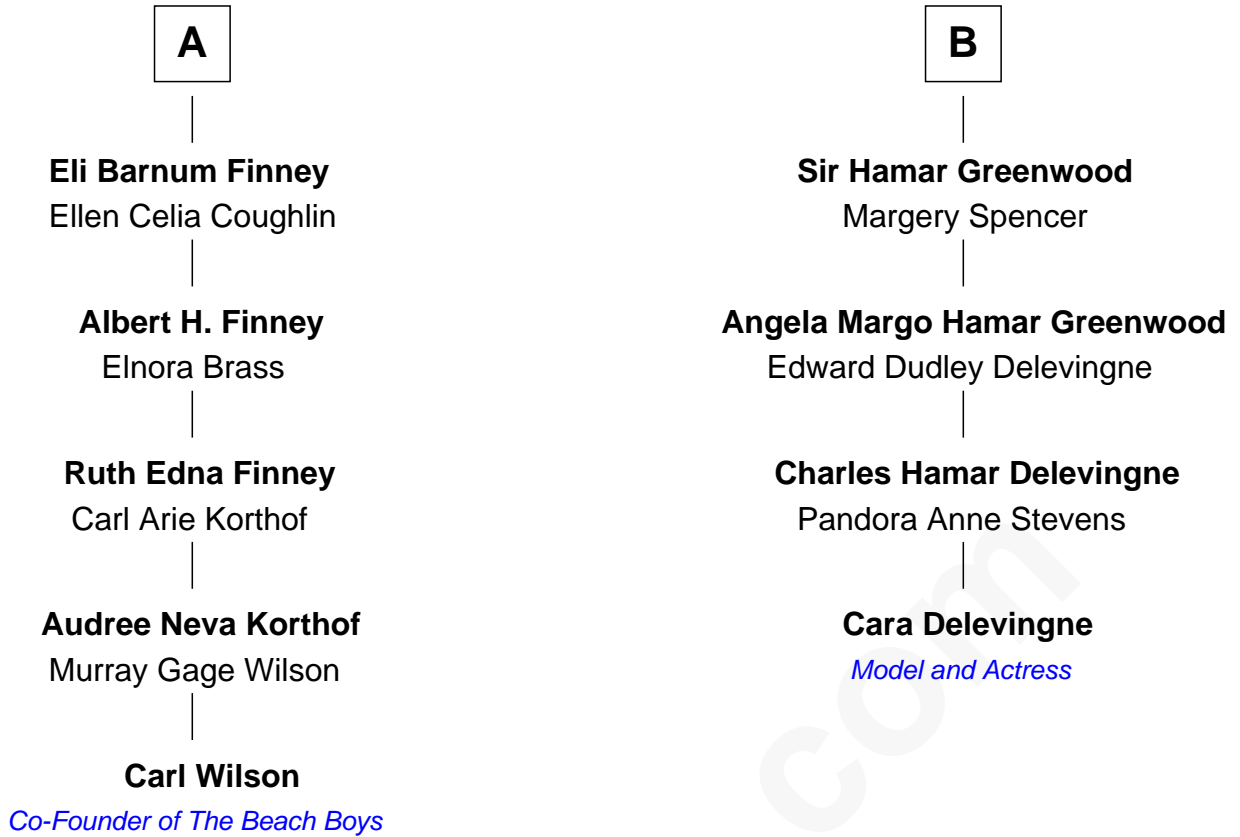 A
Eli Barnum Finney
Ellen Celia Coughlin
Albert H. Finney
Elnora Brass
Ruth Edna Finney
Carl Arie Korthof
Audree Neva Korthof
Murray Gage Wilson
Carl Wilson
Co-Founder of The Beach Boys
B
Sir Hamar Greenwood
Margery Spencer
Angela Margo Hamar Greenwood
Edward Dudley Delevingne
Charles Hamar Delevingne
Pandora Anne Stevens
Cara Delevingne
Model and Actress
com